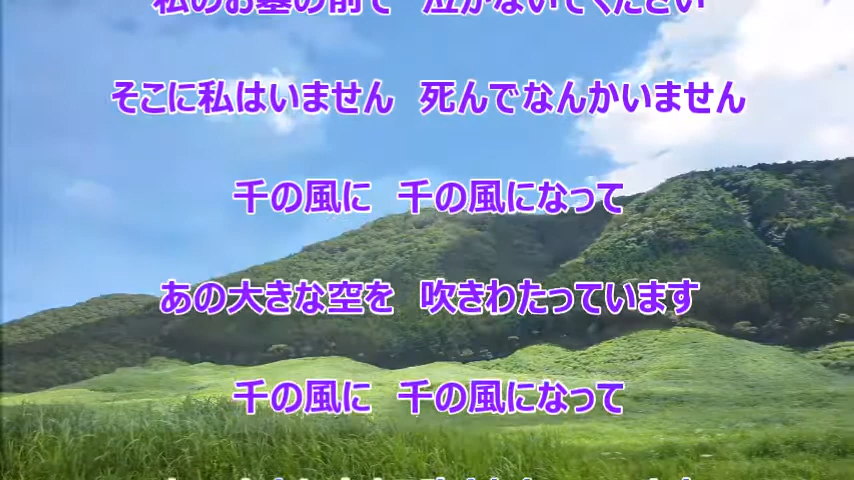 私のお墓の前で 泣かないでください
そこに私はいません 死んでなんかいません
千の風に 千の風になって
あの大きな空を 吹きわたっています
千の風に 千の風になって